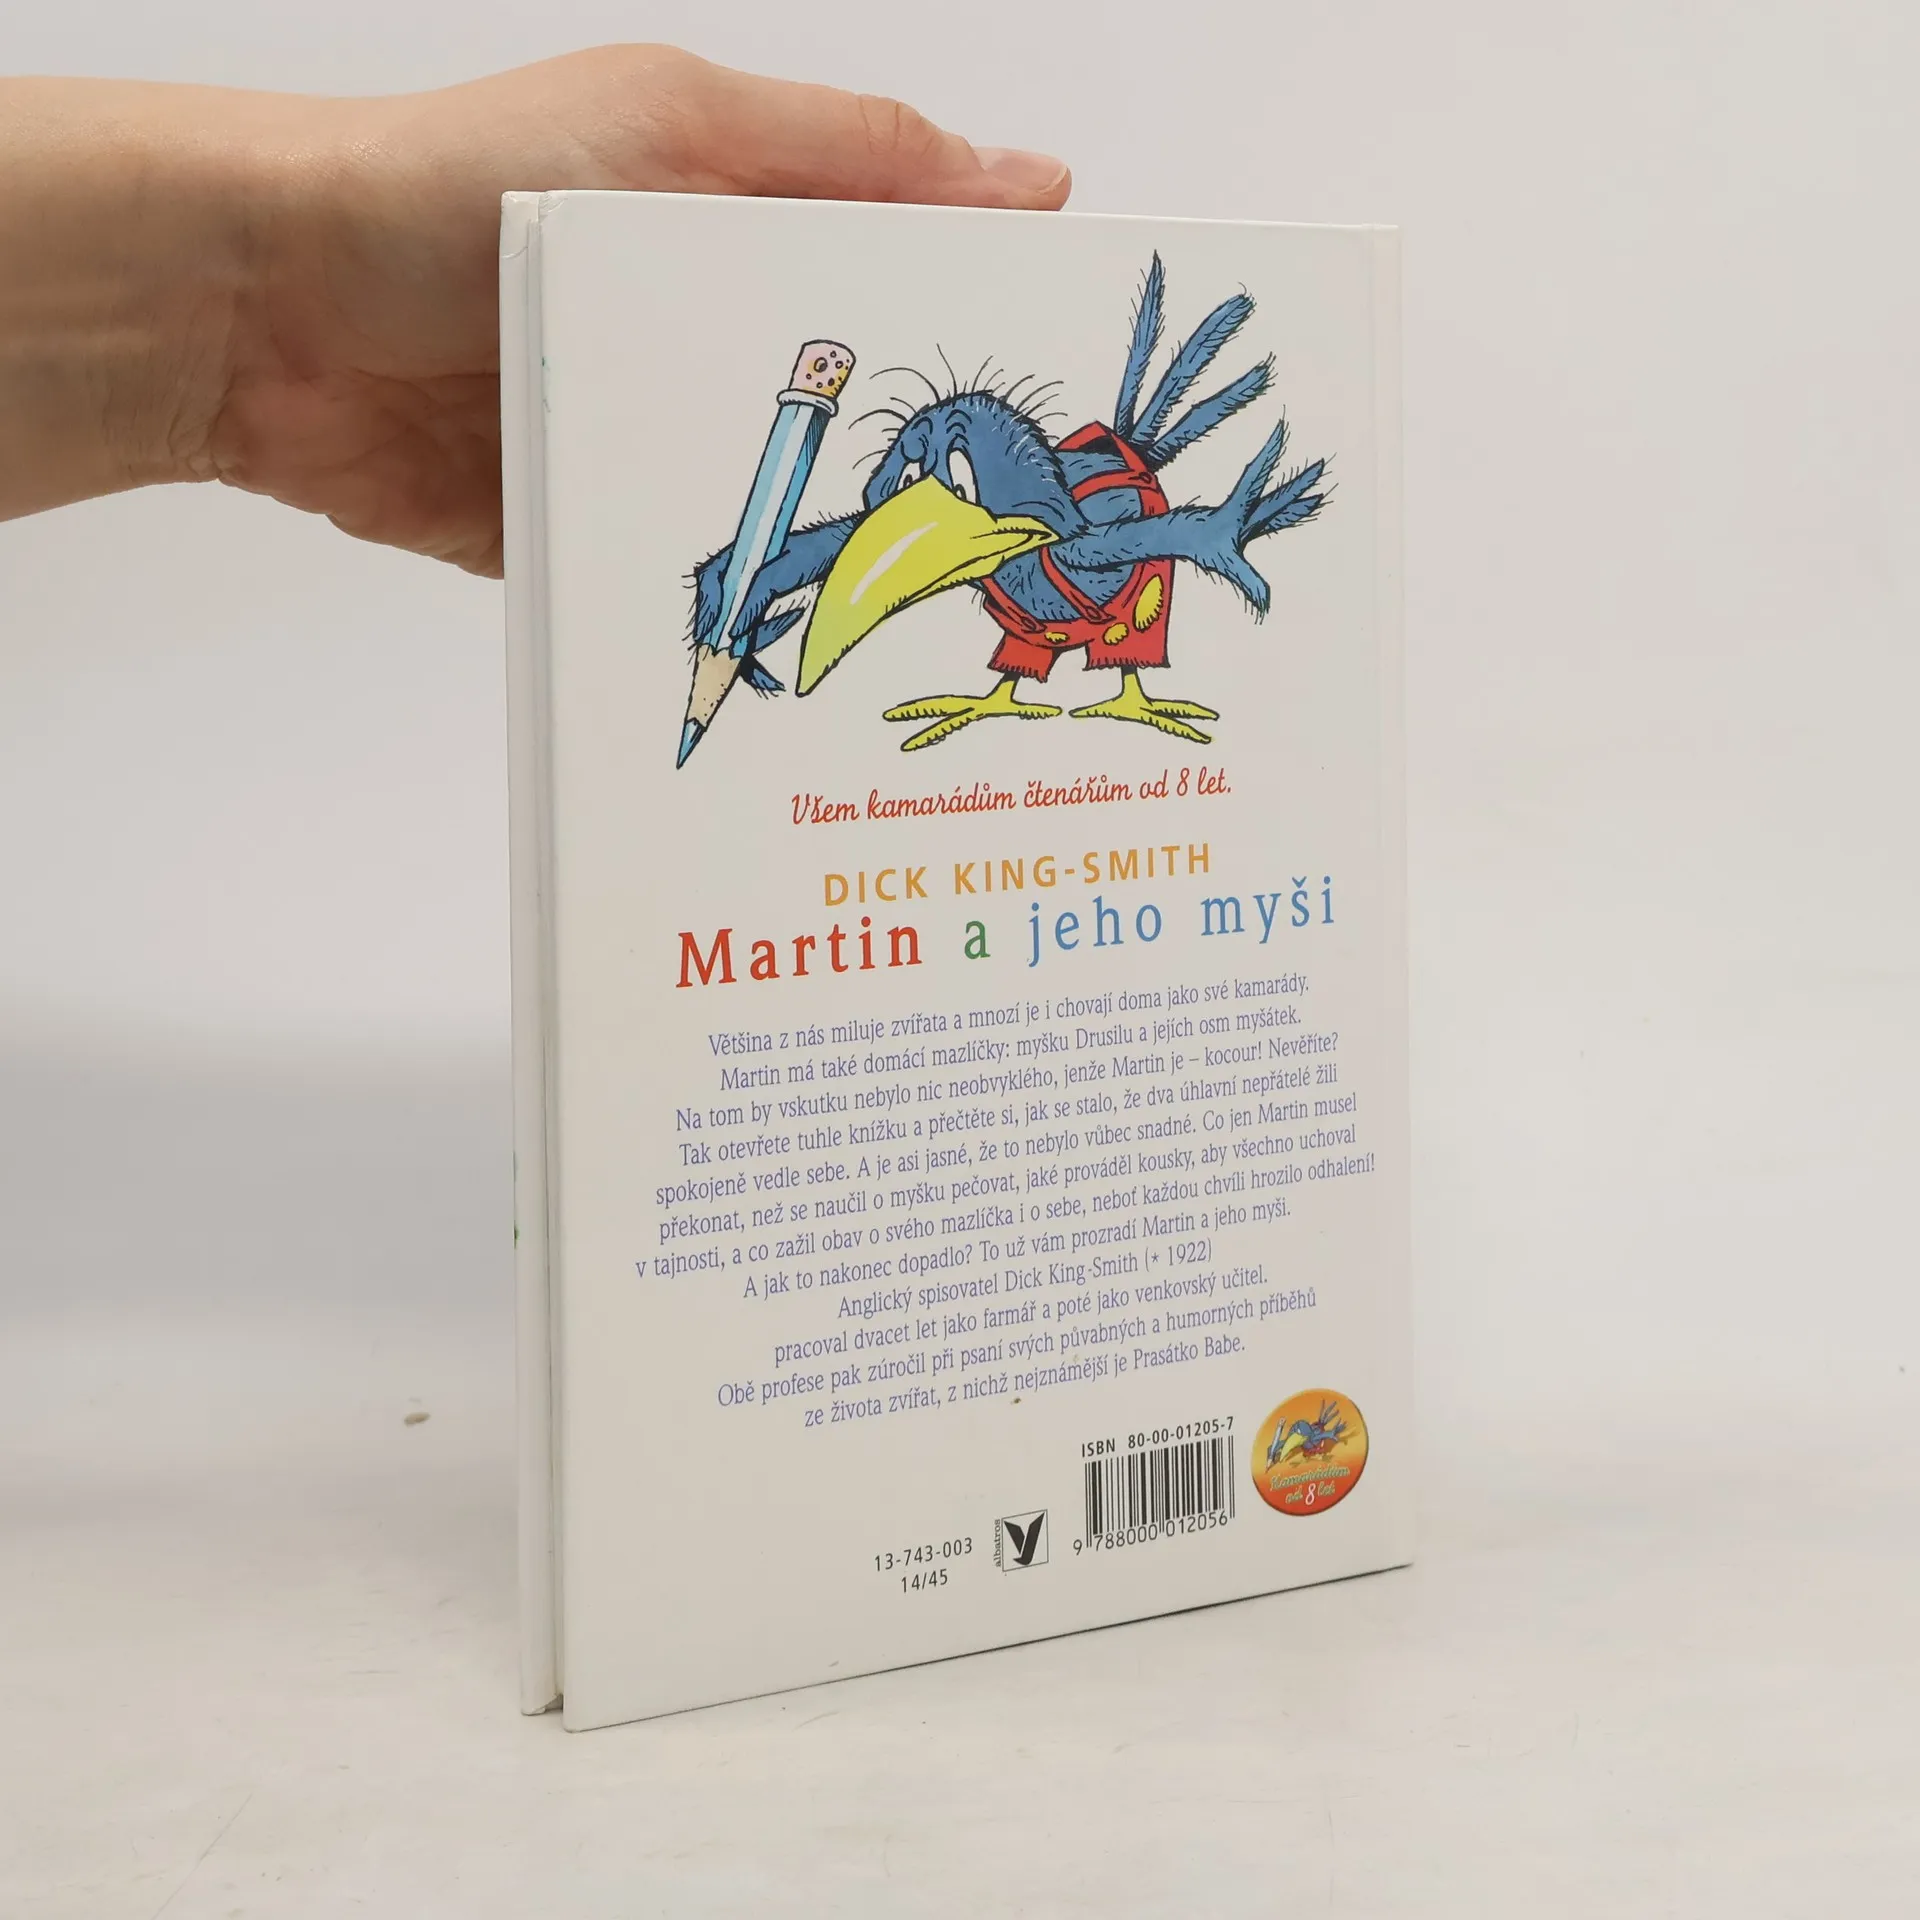 Všem kamarádům čtenářům od 8 let.
DICK KING-SMITH
Martin a jeho myši
Většina z nás miluje zvířata a mnozí je i chovají doma jako své kamarády.
Martin má také domácí mazlíčky: myšku Drusilu a jejích osm myšátek.
Na tom by vskutku nebylo nic neobvyklého, jenže Martin je – kocour! Nevěříte?
Tak otevřete tuhle knížku a přečtěte si, jak se stalo, že dva úhlavní nepřátelé žili
spokojeně vedle sebe. A je asi jasné, že to nebylo vůbec snadné. Co jen Martin musel
překonat, než se naučil o myšku pečovat, jaké prováděl kousky, aby všechno uchoval
v tajnosti, a co zažil obav o svého mazlíčka i o sebe, neboť každou chvíli hrozilo odhalení!
A jak to nakonec dopadlo? To už vám prozradí Martin a jeho myši.
Anglický spisovatel Dick King-Smith (* 1922)
pracoval dvacet let jako farmář a poté jako venkovský učitel.
Obě profese pak zúročil při psaní svých půvabných a humorných příběhů
ze života zvířat, z nichž nejznámější je Prasátko Babe.
ISBN 80-00-01205-7
9 788000 012056
Kamarádům
od 8 let
albatros
13-743-003
14/45